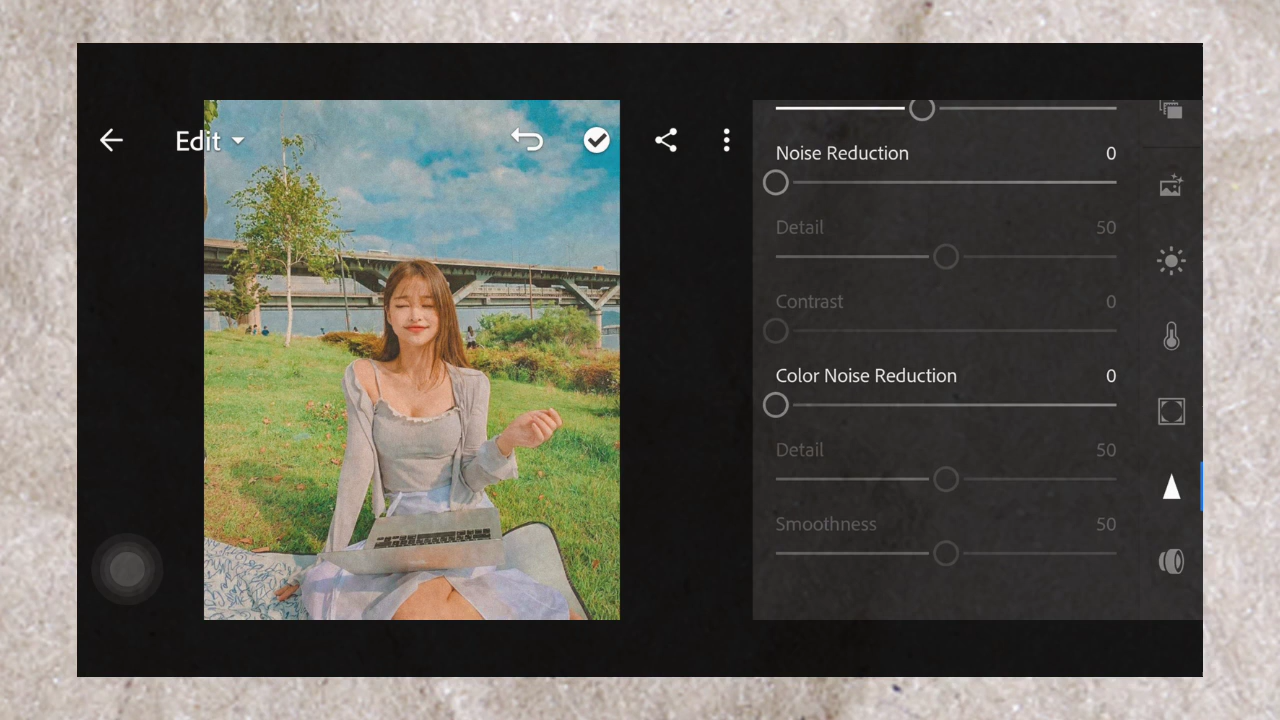 Edit
Noise Reduction 0
Detail 50
Contrast 0
Color Noise Reduction 0
Detail 50
Smoothness 50